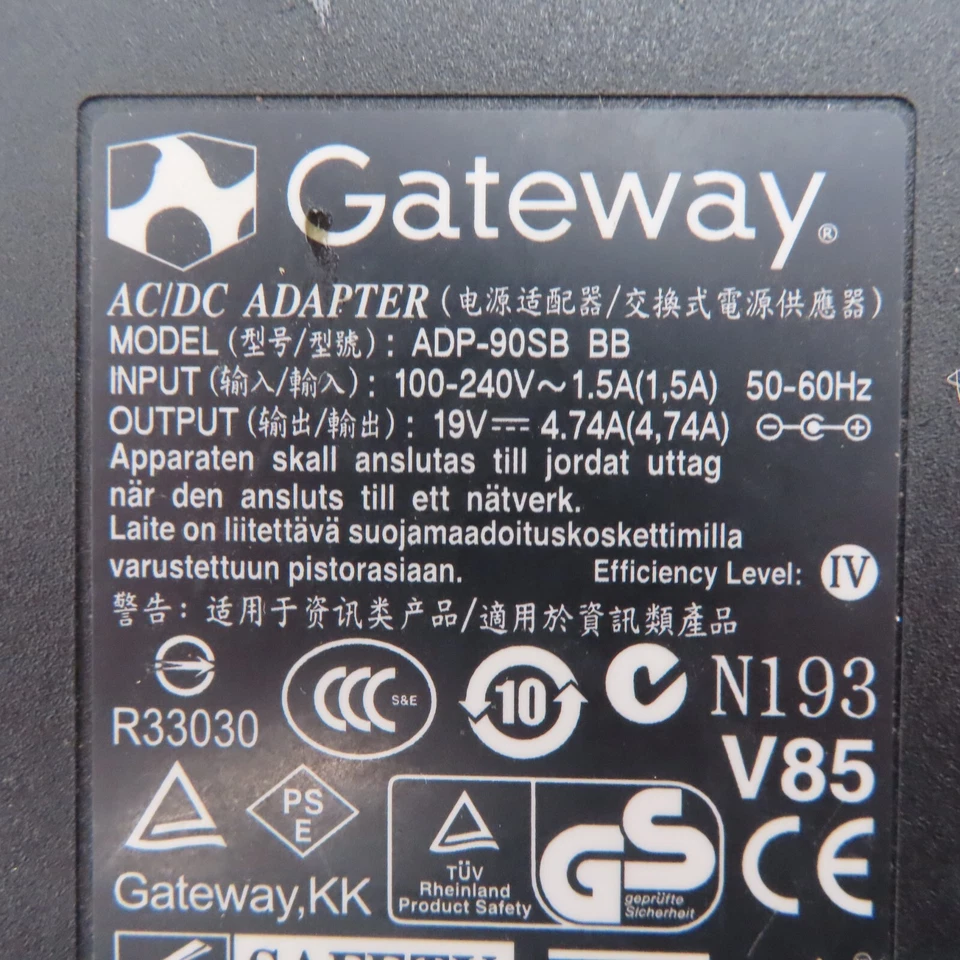 Gateway®
AC/DC ADAPTER (电源适配器/交換式電源供應器)
MODEL (型号/型號): ADP-90SB BB
INPUT (输入/輸入): 100-240V~1.5A(1,5A) 50-60Hz
OUTPUT (输出/輸出): 19V⎓ 4.74A(4,74A)
Apparaten skall anslutas till jordat uttag
när den ansluts till ett nätverk.
Laite on liitettävä suojamaadoituskoskettimilla
varustettuun pistorasiaan. Efficiency Level: IV
警告: 适用于资讯类产品/適用於資訊類產品
R33030 CCC S&E 10 N193
V85
PS
E
Gateway,KK
TÜV
Rheinland
Product Safety
GS
geprüfte
Sicherheit
CE
SAFETY